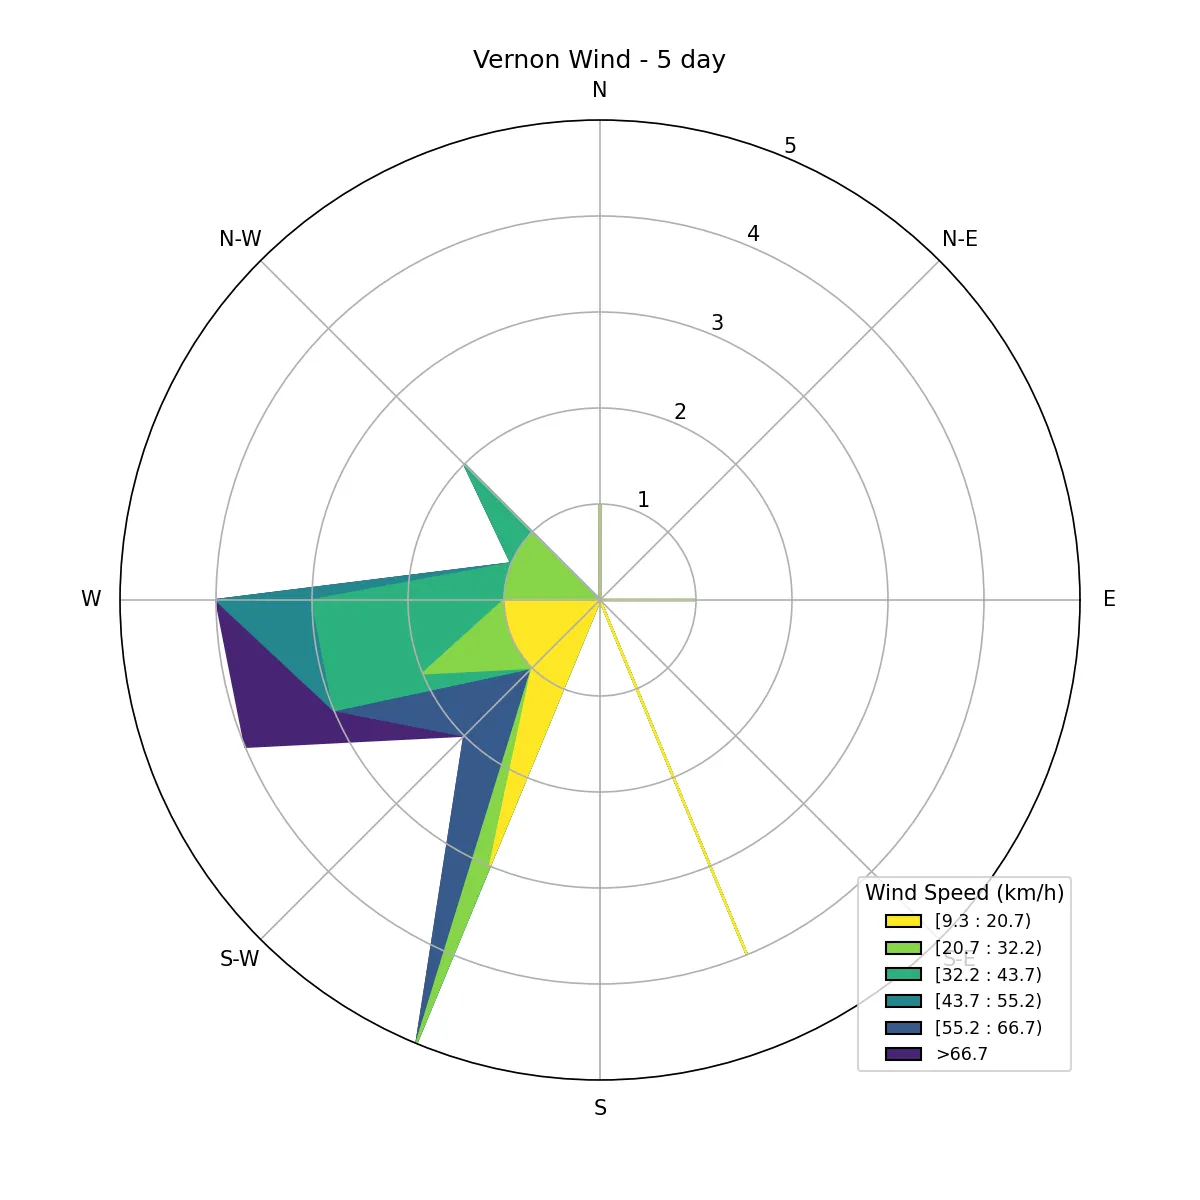 Vernon Wind - 5 day
N
5
N-W
N-E
4
3
2
1
W
E
Wind Speed (km/h)
[9.3 : 20.7)
[20.7 : 32.2)
S-W
S-E
[32.2 : 43.7)
[43.7 : 55.2)
[55.2 : 66.7)
>66.7
S